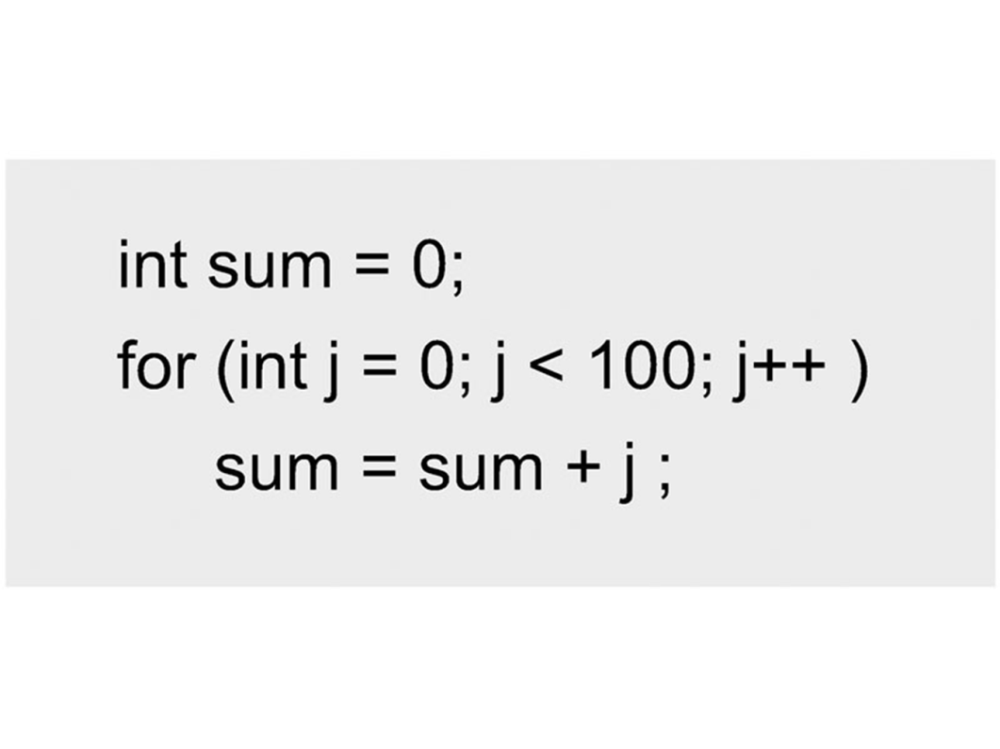 int sum = 0;
for (int j = 0; j < 100; j++ )
sum = sum + j ;